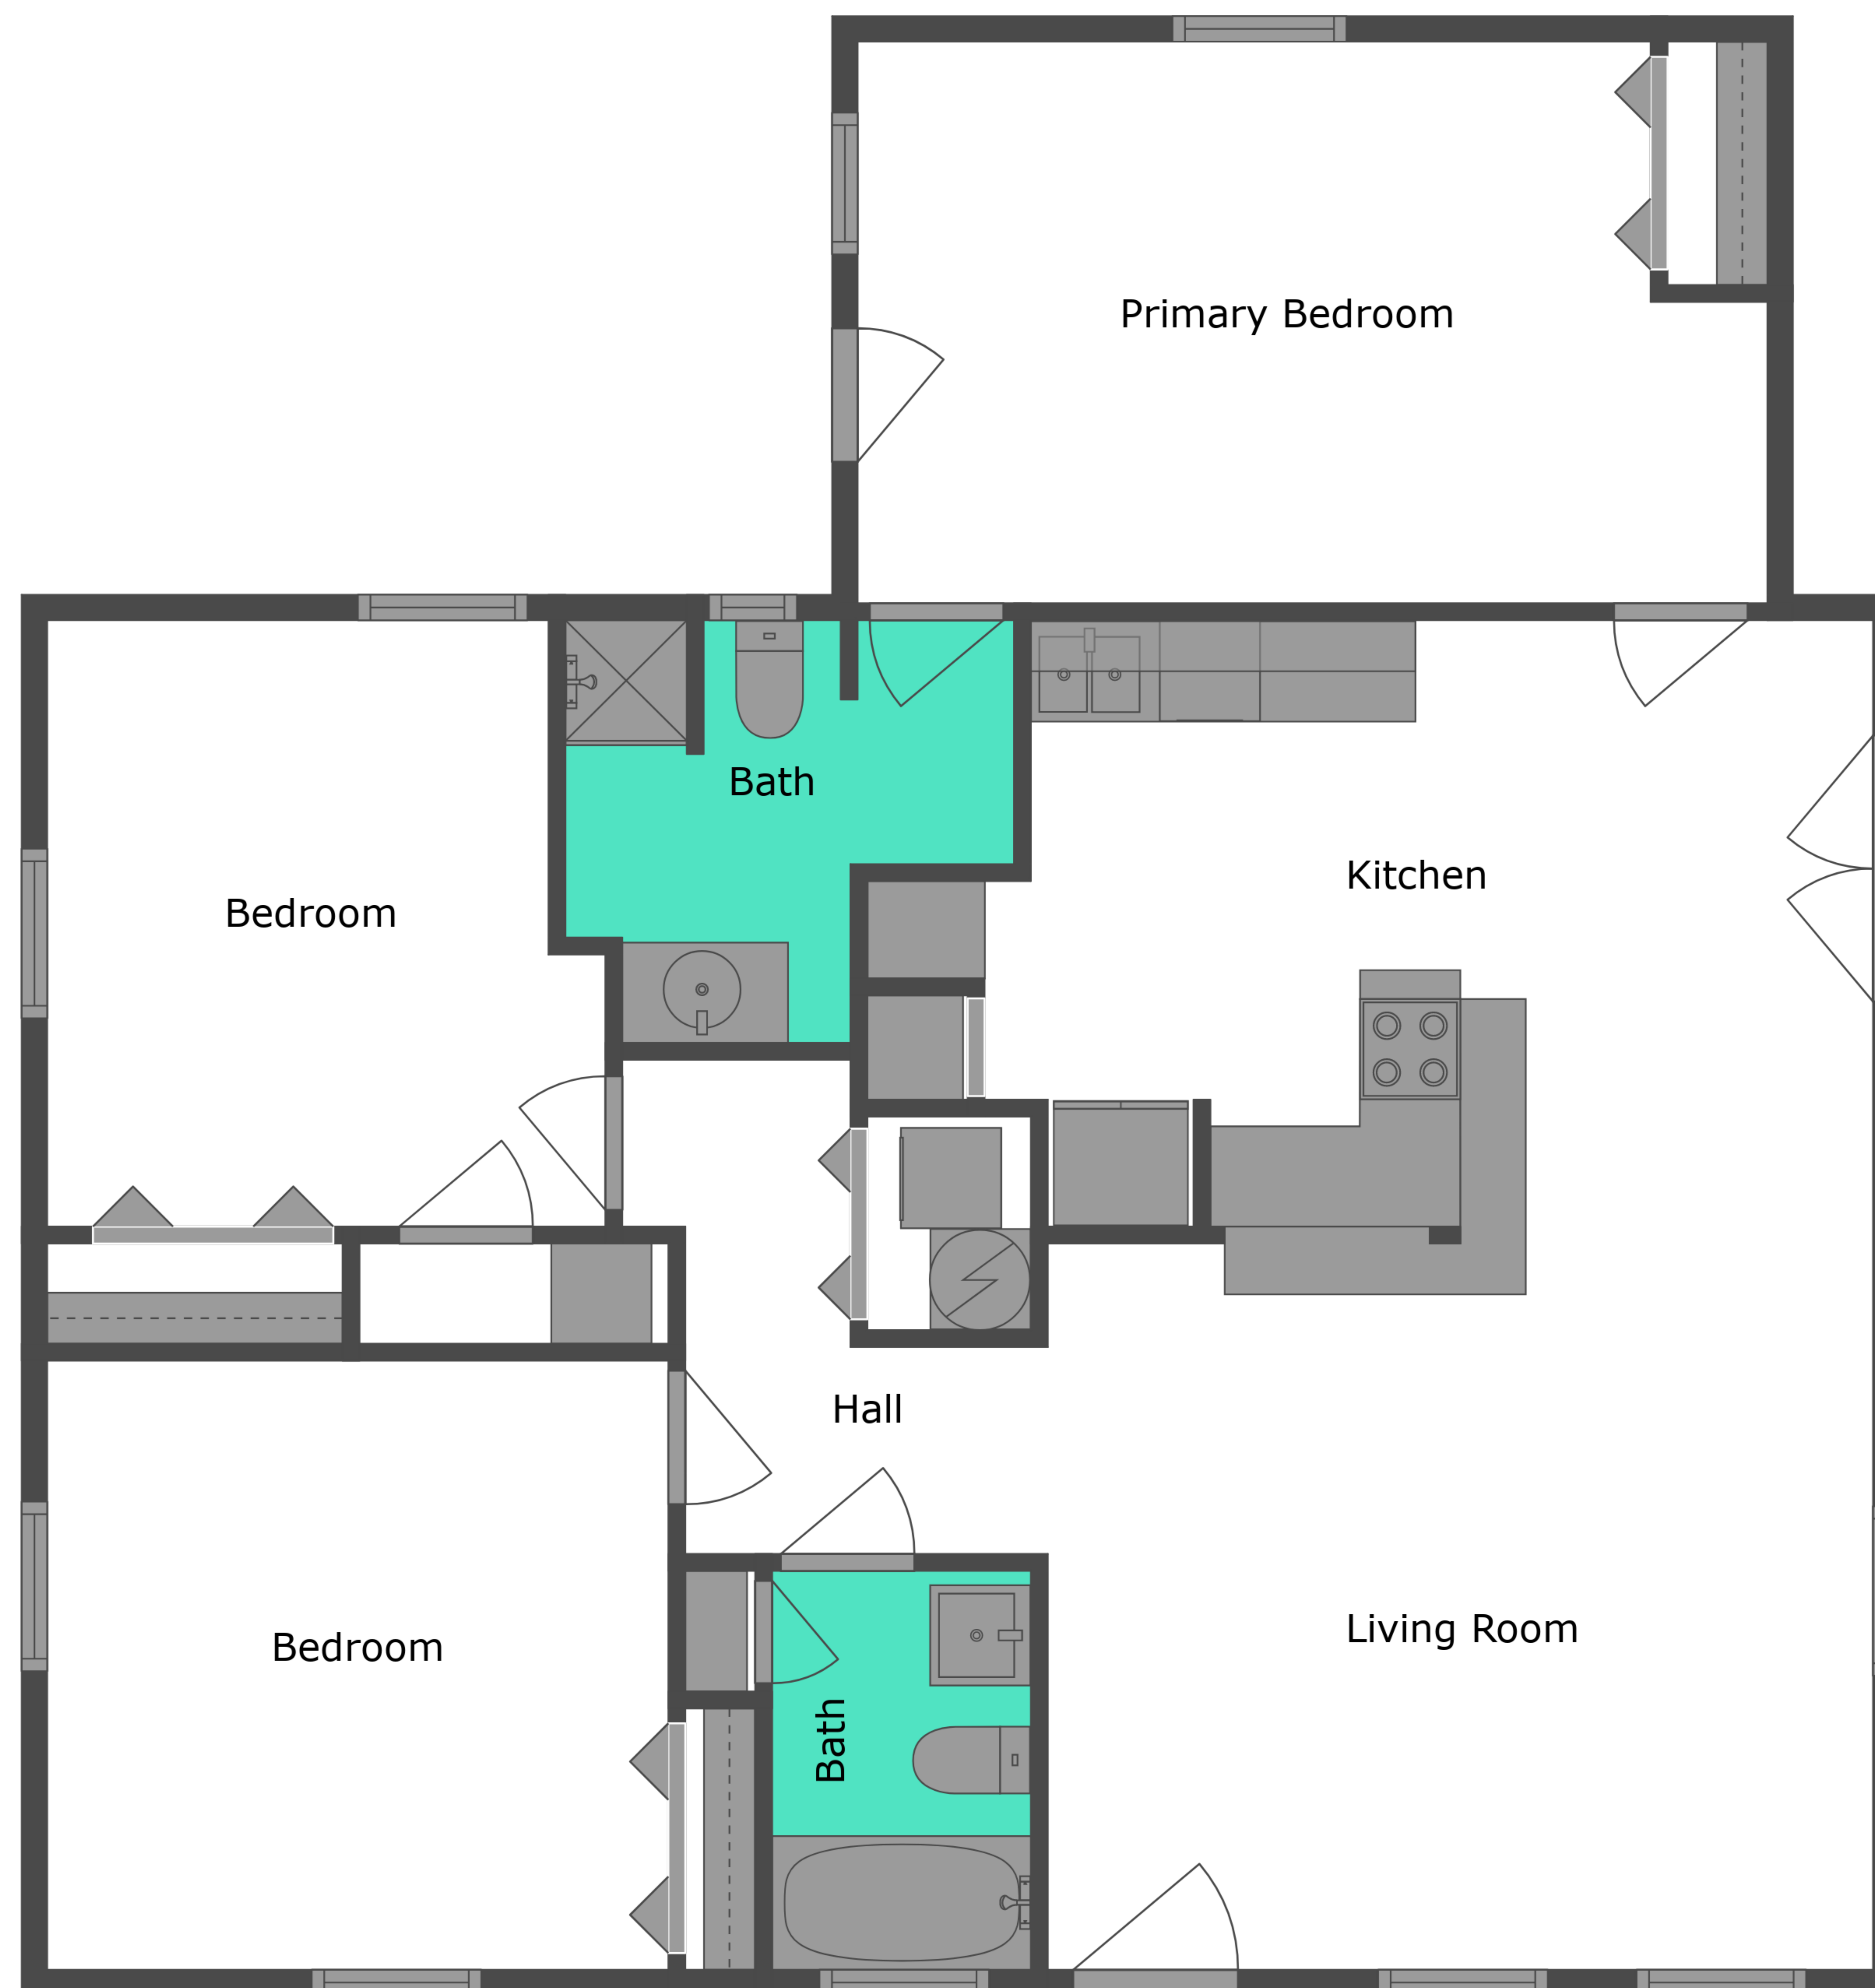 Primary Bedroom
Bath
Kitchen
Bedroom
Hall
Living Room
Bedroom
Bath